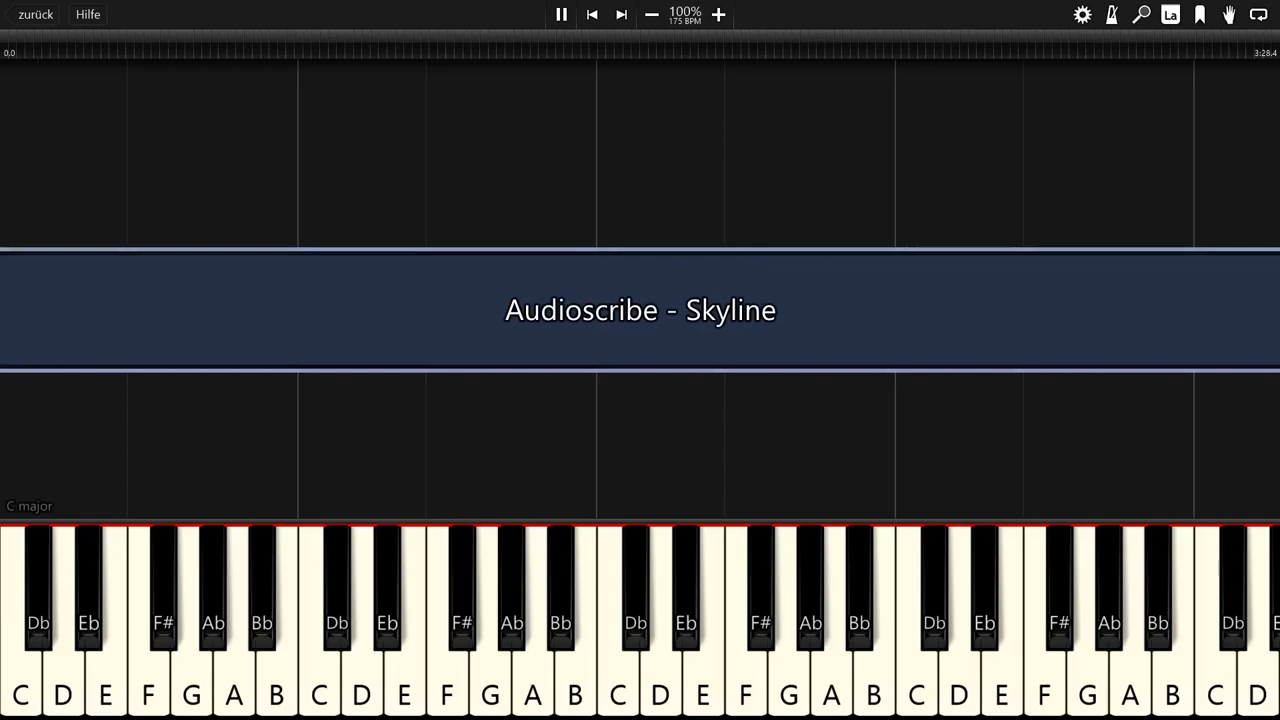 zurück Hilfe 100% La
175 BPM
0,0 3:28,4
Audioscribe - Skyline
C major
Db Eb F# Ab Bb Db Eb F# Ab Bb Db Eb F# Ab Bb Db Eb F# Ab Bb Db E
C D E F G A B C D E F G A B C D E F G A B C D E F G A B C D